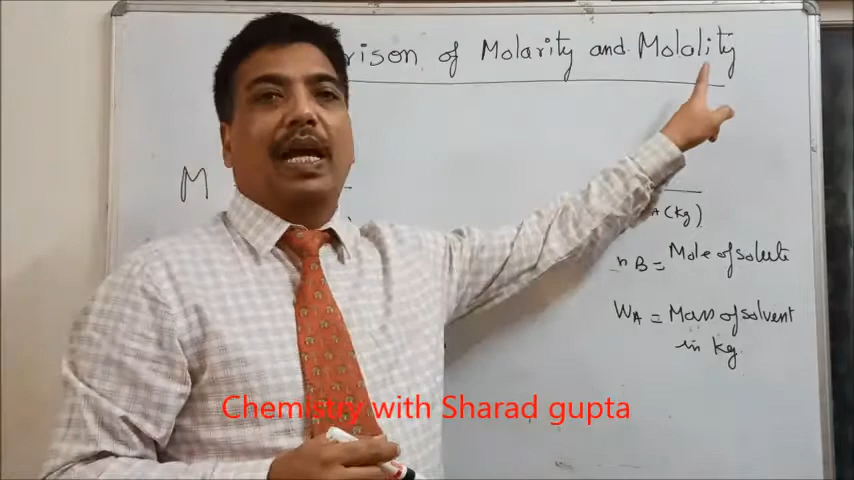 rison of Molarity and Molality
M
A (kg)
nB = Mole of solute
WA = Mass of solvent
in kg
Chemistry with Sharad gupta